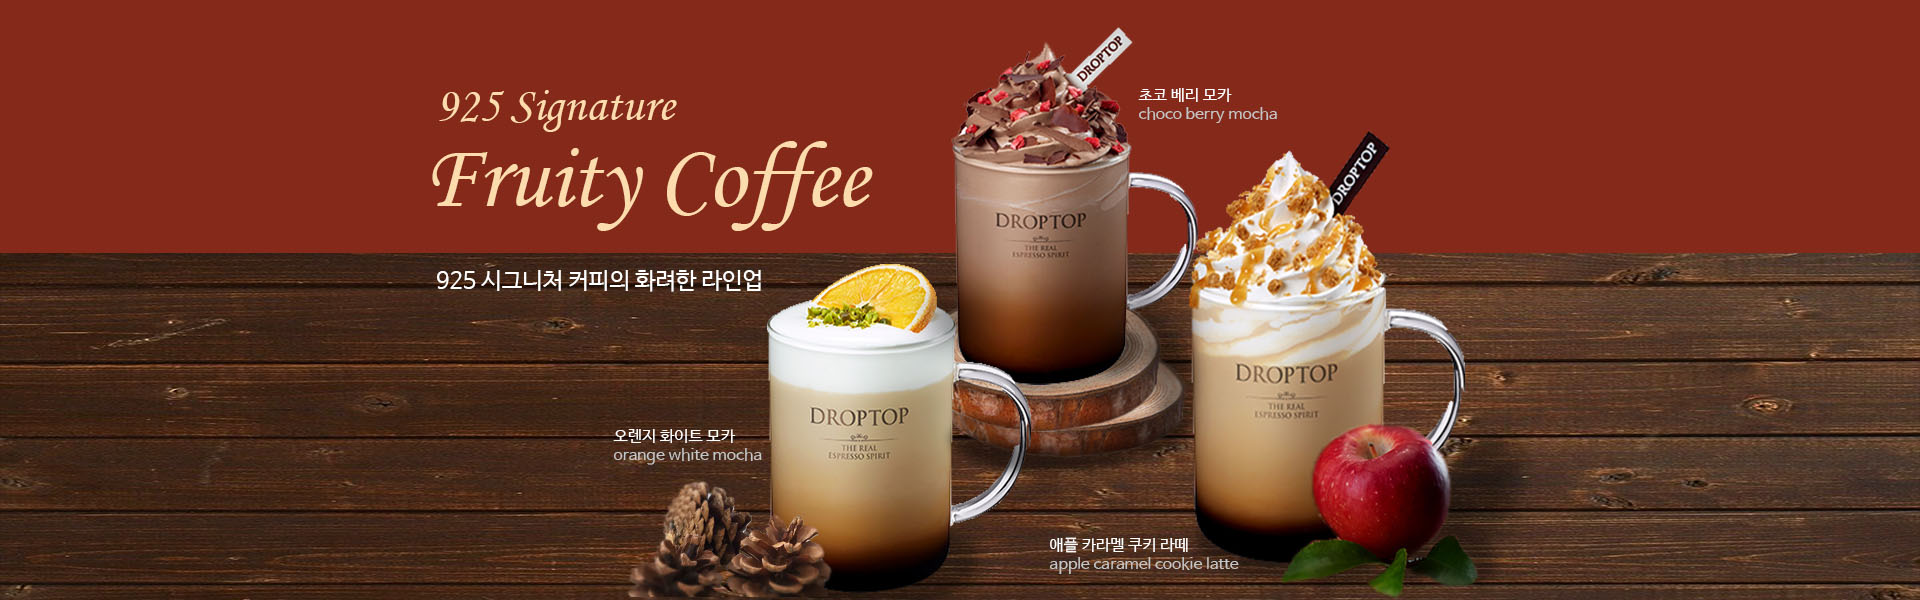 925 Signature
Fruity Coffee
925 시그니처 커피의 화려한 라인업
DROPTOP
초코 베리 모카
choco berry mocha
DROPTOP
THE REAL
ESPRESSO SPIRIT
DROPTOP
DROPTOP
THE REAL
ESPRESSO SPIRIT
DROPTOP
THE REAL
ESPRESSO SPIRIT
오렌지 화이트 모카
orange white mocha
애플 카라멜 쿠키 라떼
apple caramel cookie latte